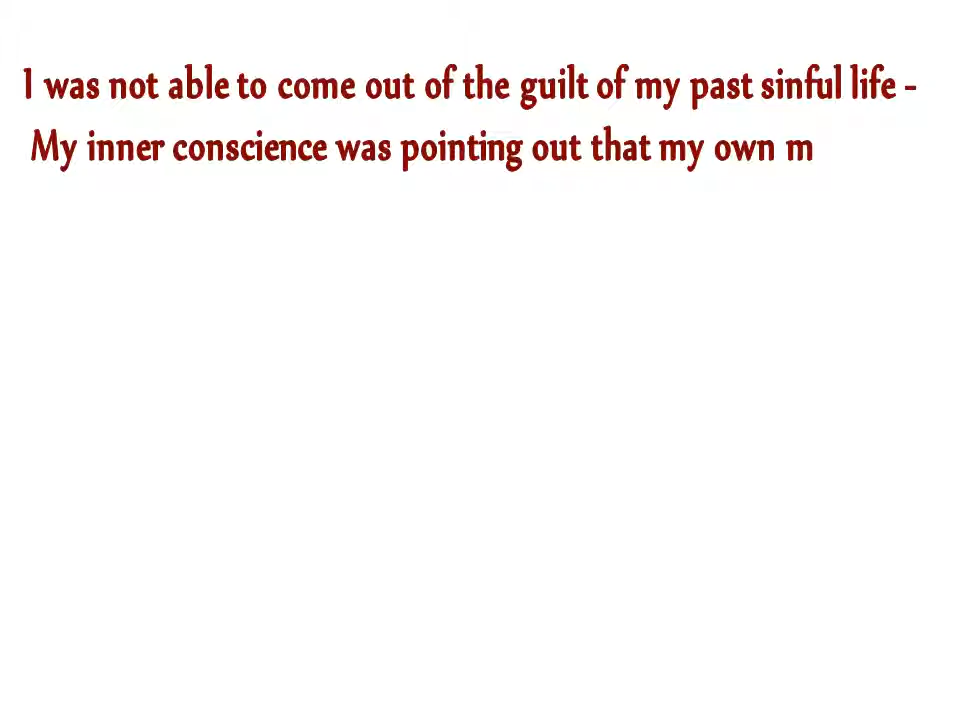 I was not able to come out of the guilt of my past sinful life -
My inner conscience was pointing out that my own m